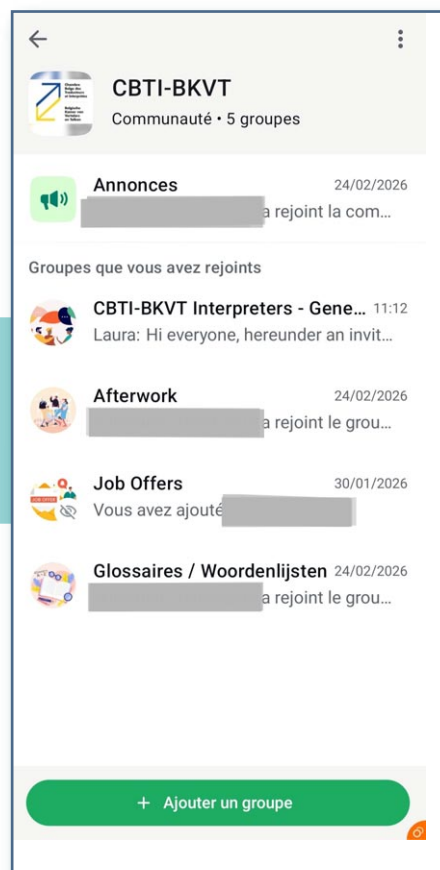 CBTI-BKVT
Communauté • 5 groupes
Annonces 24/02/2026
a rejoint la com...
Groupes que vous avez rejoints
CBTI-BKVT Interpreters - Gene... 11:12
Laura: Hi everyone, hereunder an invit...
Afterwork 24/02/2026
a rejoint le grou...
JOB OFFER
Job Offers 30/01/2026
Vous avez ajouté
Glossaires / Woordenlijsten 24/02/2026
a rejoint le grou...
+ Ajouter un groupe